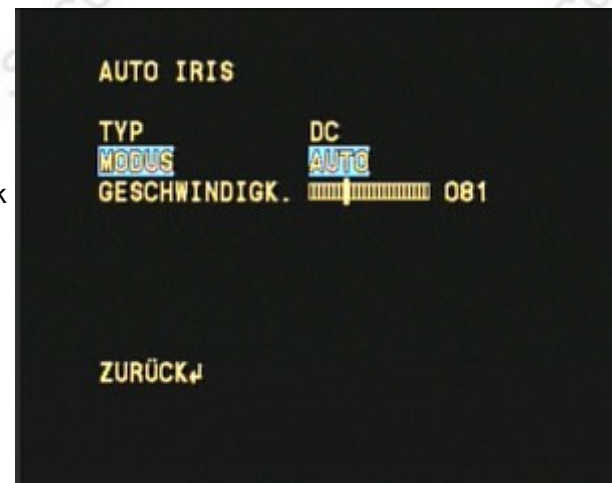 AUTO IRIS
TYP DC
MODUS AUTO
GESCHWINDIGK. 081
ZURÜCK↵
k